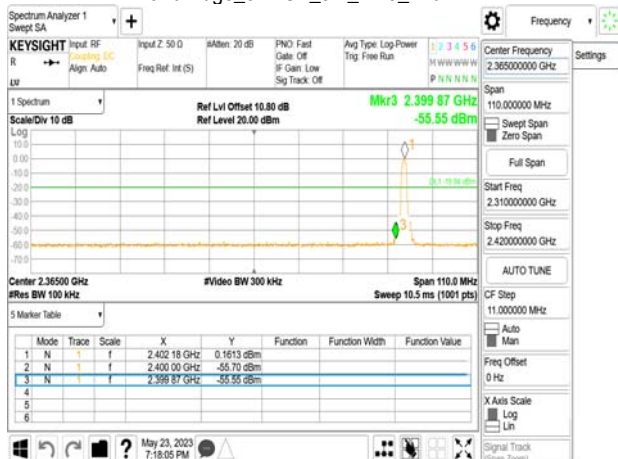 Spectrum Analyzer 1
Swept SA
Frequency
Settings
KEYSIGHT
R
Input: RF
Coupling: DC
Align: Auto
Input Z: 50 Ω
Freq Ref: Int (S)
#Atten: 20 dB
PNO: Fast
Gate: Off
IF Gain: Low
Sig Track: Off
Avg Type: Log-Power
Trig: Free Run
1 2 3 4 5 6
M W W W W W
P N N N N N
1 Spectrum
Scale/Div 10 dB
Ref Lvl Offset 10.80 dB
Ref Level 20.00 dBm
Mkr3 2.399 87 GHz
-55.55 dBm
Log
10.0
0.00
-10.0
-20.0
-30.0
-40.0
-50.0
-60.0
-70.0
1
3
Center 2.36500 GHz
#Res BW 100 kHz
#Video BW 300 kHz
Span 110.0 MHz
Sweep 10.5 ms (1001 pts)
5 Marker Table
Mode Trace Scale X Y Function Function Width Function Value
1 N 1 f 2.402 18 GHz 0.1613 dBm
2 N 1 f 2.400 00 GHz -55.70 dBm
3 N 1 f 2.399 87 GHz -55.55 dBm
4
5
6
May 23, 2023
7:18:05 PM
Center Frequency
2.365000000 GHz
Span
110.000000 MHz
Swept Span
Zero Span
Full Span
Start Freq
2.310000000 GHz
Stop Freq
2.420000000 GHz
AUTO TUNE
CF Step
11.000000 MHz
Auto
Man
Freq Offset
0 Hz
X Axis Scale
Log
Lin
Signal Track